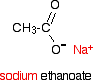 O
CH₃—C
O⁻ Na⁺
sodium ethanoate